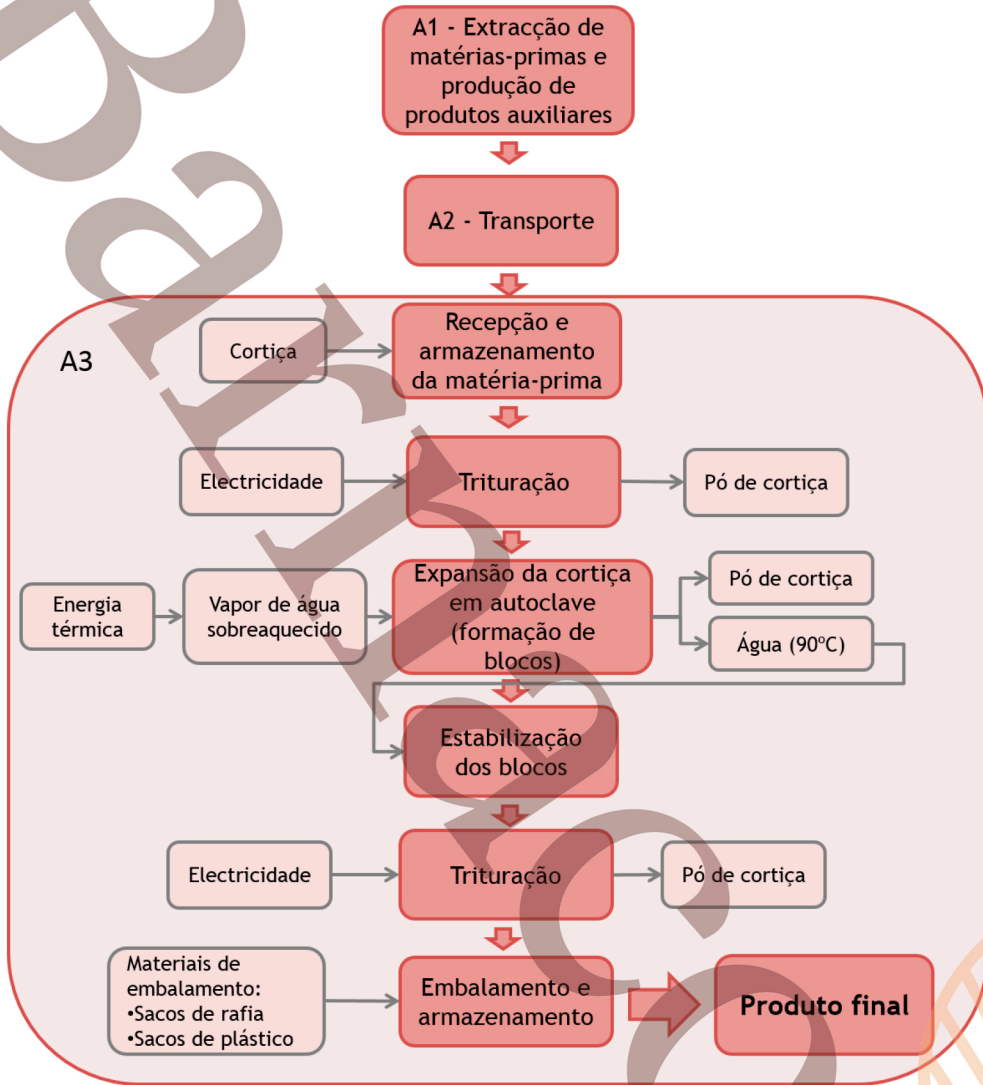 A1 - Extracção de
matérias-primas e
produção de
produtos auxiliares
A2 - Transporte
A3
Cortiça
Recepção e
armazenamento
da matéria-prima
Electricidade
Trituração
Pó de cortiça
Energia
térmica
Vapor de água
sobreaquecido
Expansão da cortiça
em autoclave
(formação de
blocos)
Pó de cortiça
Água (90ºC)
Estabilização
dos blocos
Electricidade
Trituração
Pó de cortiça
Materiais de
embalamento:
•Sacos de rafia
•Sacos de plástico
Embalamento e
armazenamento
Produto final